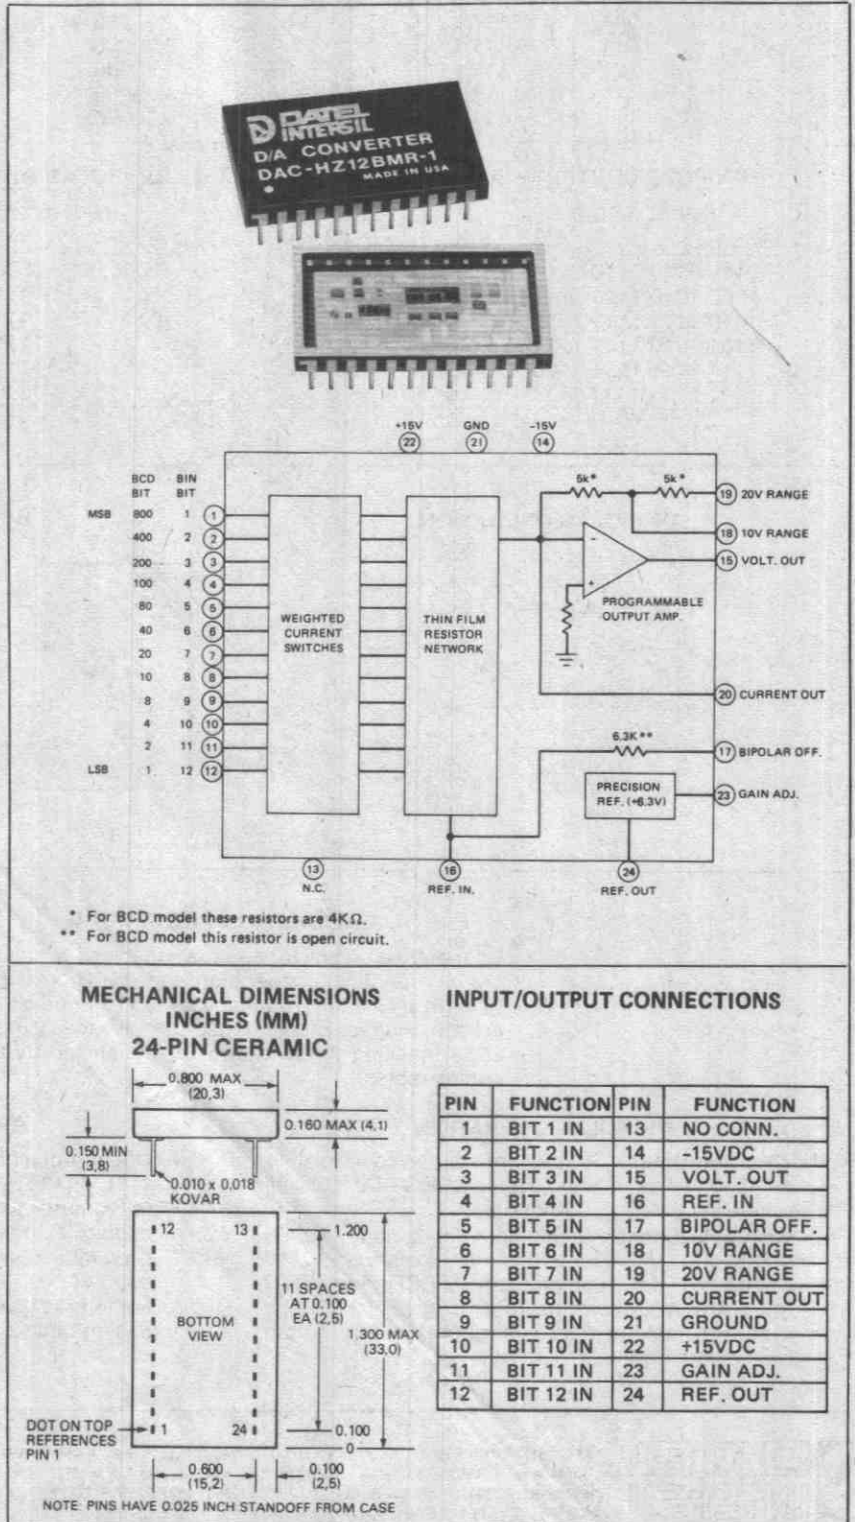 DATEL
INTERSIL
D/A CONVERTER
DAC-HZ12BMR-1
MADE IN USA
+15V GND -15V
22 21 14
BCD BIT BIN BIT
MSB 800 1 1
400 2 2
200 3 3
100 4 4
80 5 5
40 6 6
20 7 7
10 8 8
8 9 9
4 10 10
2 11 11
LSB 1 12 12
WEIGHTED
CURRENT
SWITCHES
THIN FILM
RESISTOR
NETWORK
5k* 5k*
19 20V RANGE
18 10V RANGE
15 VOLT. OUT
- +
PROGRAMMABLE
OUTPUT AMP.
20 CURRENT OUT
6.3K**
17 BIPOLAR OFF.
PRECISION
REF. (+6.3V)
23 GAIN ADJ.
13 16 24
N.C. REF. IN. REF. OUT
* For BCD model these resistors are 4KΩ.
** For BCD model this resistor is open circuit.
MECHANICAL DIMENSIONS
INCHES (MM)
24-PIN CERAMIC
0.800 MAX
(20,3)
0.160 MAX (4,1)
0.150 MIN
(3,8)
0.010 x 0.018
KOVAR
12 13 1.200
11 SPACES
AT 0.100
EA (2,5)
BOTTOM
VIEW
1.300 MAX
(33,0)
DOT ON TOP
REFERENCES
PIN 1
1 24 0.100
0
0.600
(15,2)
0.100
(2,5)
NOTE: PINS HAVE 0.025 INCH STANDOFF FROM CASE
INPUT/OUTPUT CONNECTIONS
PIN FUNCTION PIN FUNCTION
1 BIT 1 IN 13 NO CONN.
2 BIT 2 IN 14 -15VDC
3 BIT 3 IN 15 VOLT. OUT
4 BIT 4 IN 16 REF. IN
5 BIT 5 IN 17 BIPOLAR OFF.
6 BIT 6 IN 18 10V RANGE
7 BIT 7 IN 19 20V RANGE
8 BIT 8 IN 20 CURRENT OUT
9 BIT 9 IN 21 GROUND
10 BIT 10 IN 22 +15VDC
11 BIT 11 IN 23 GAIN ADJ.
12 BIT 12 IN 24 REF. OUT